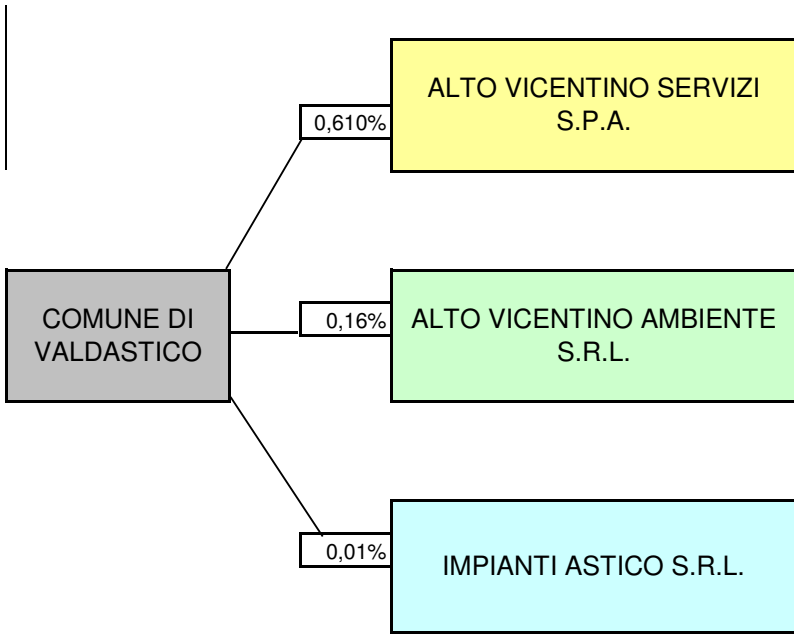 ALTO VICENTINO SERVIZI
S.P.A.
0,610%
COMUNE DI
VALDASTICO
0,16%
ALTO VICENTINO AMBIENTE
S.R.L.
0,01%
IMPIANTI ASTICO S.R.L.